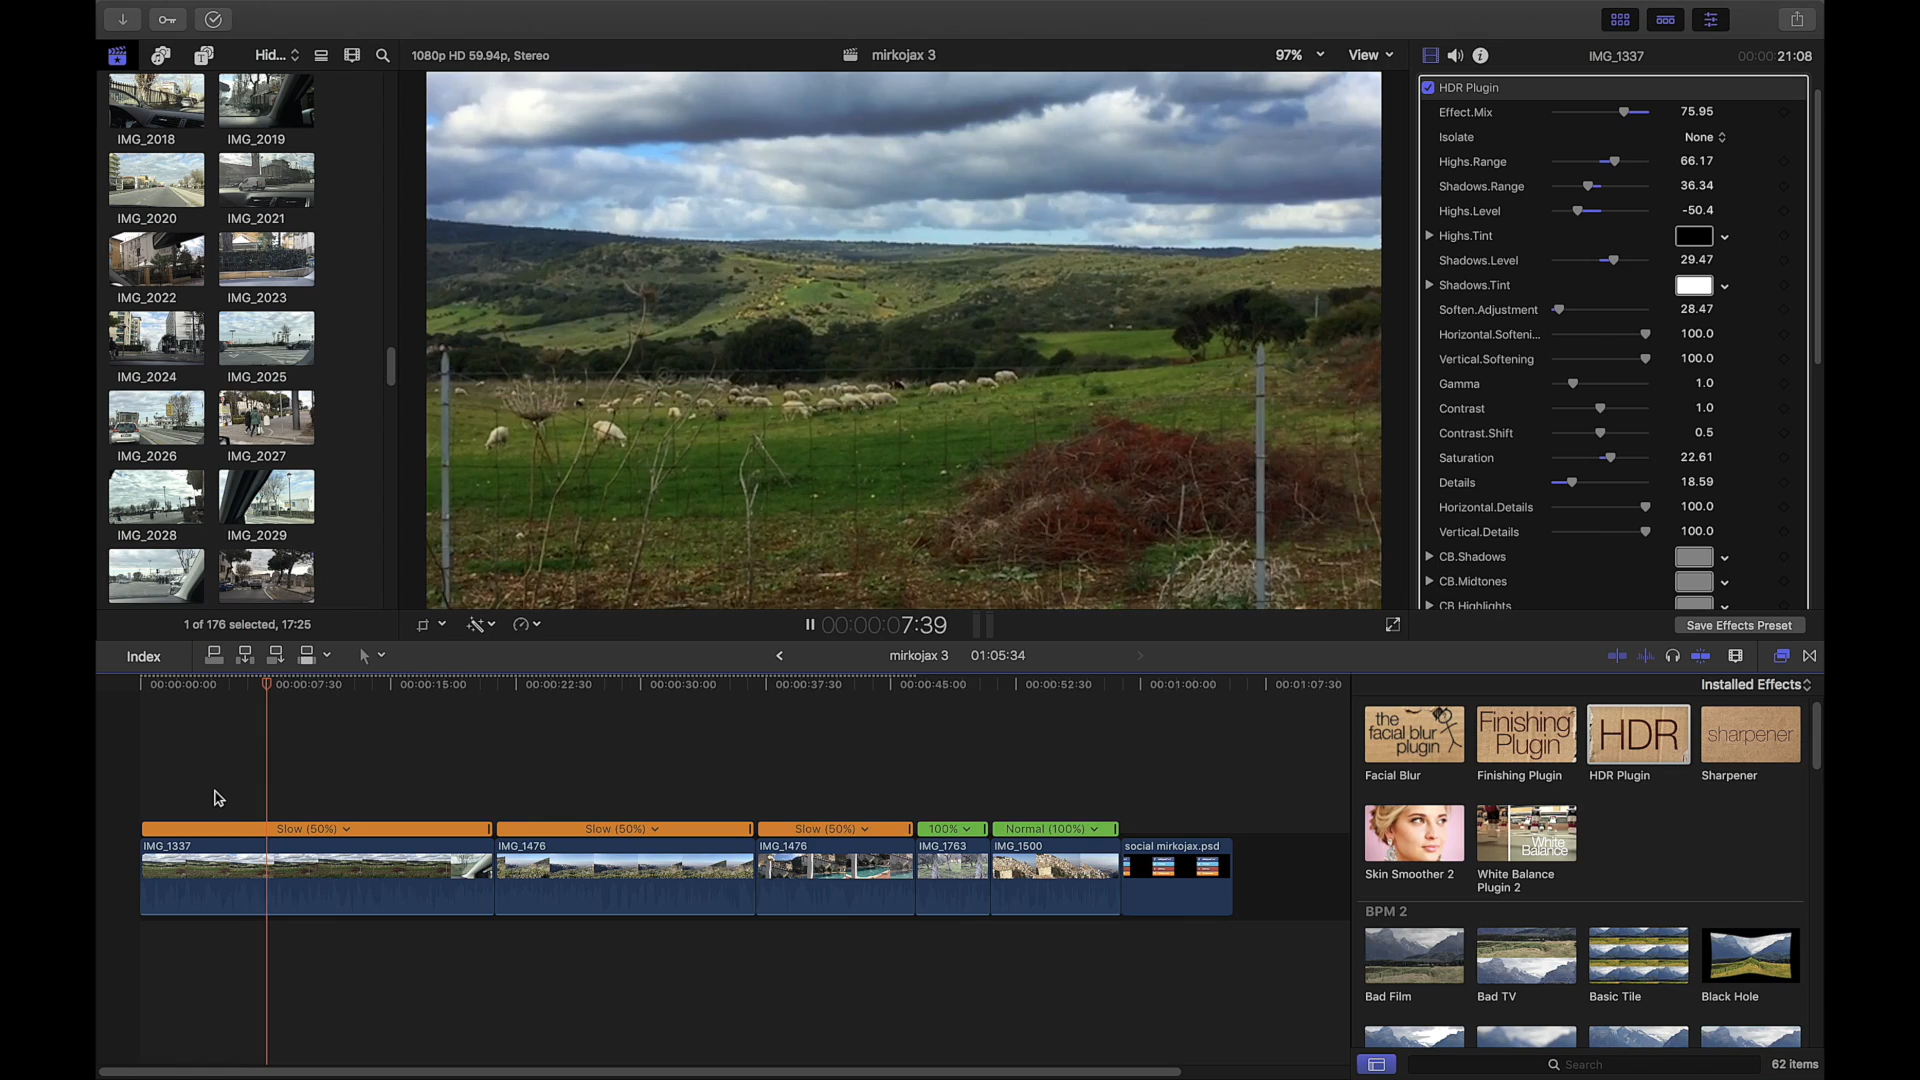 Hid...
1080p HD 59.94p, Stereo
mirkojax 3
97%
View
IMG_1337
00:00:21:08
IMG_2018
IMG_2019
IMG_2020
IMG_2021
IMG_2022
IMG_2023
IMG_2024
IMG_2025
IMG_2026
IMG_2027
IMG_2028
IMG_2029
HDR Plugin
Effect.Mix 75.95
Isolate None
Highs.Range 66.17
Shadows.Range 36.34
Highs.Level -50.4
Highs.Tint
Shadows.Level 29.47
Shadows.Tint
Soften.Adjustment 28.47
Horizontal.Softeni... 100.0
Vertical.Softening 100.0
Gamma 1.0
Contrast 1.0
Contrast.Shift 0.5
Saturation 22.61
Details 18.59
Horizontal.Details 100.0
Vertical.Details 100.0
CB.Shadows
CB.Midtones
CB Highlights
1 of 176 selected, 17:25
00:00:07:39
Save Effects Preset
Index
mirkojax 3
01:05:34
00:00:00:00
00:00:07:30
00:00:15:00
00:00:22:30
00:00:30:00
00:00:37:30
00:00:45:00
00:00:52:30
00:01:00:00
00:01:07:30
Slow (50%)
Slow (50%)
Slow (50%)
100%
Normal (100%)
IMG_1337
IMG_1476
IMG_1476
IMG_1763
IMG_1500
social mirkojax.psd
Installed Effects
the
facial blur
plugin
Finishing
Plugin
HDR
sharpener
Facial Blur
Finishing Plugin
HDR Plugin
Sharpener
White
Balance
Skin Smoother 2
White Balance
Plugin 2
BPM 2
Bad Film
Bad TV
Basic Tile
Black Hole
Search
62 items